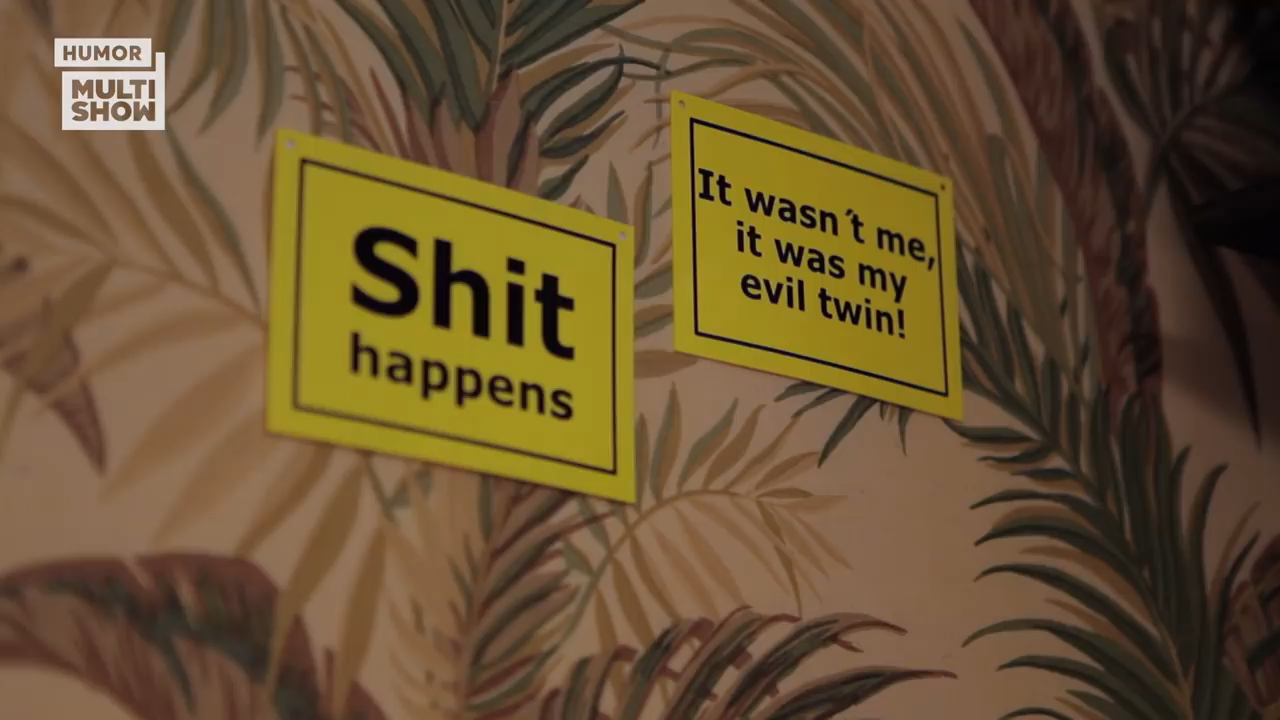 HUMOR
MULTI
SHOW
Shit
happens
It wasn´t me,
it was my
evil twin!